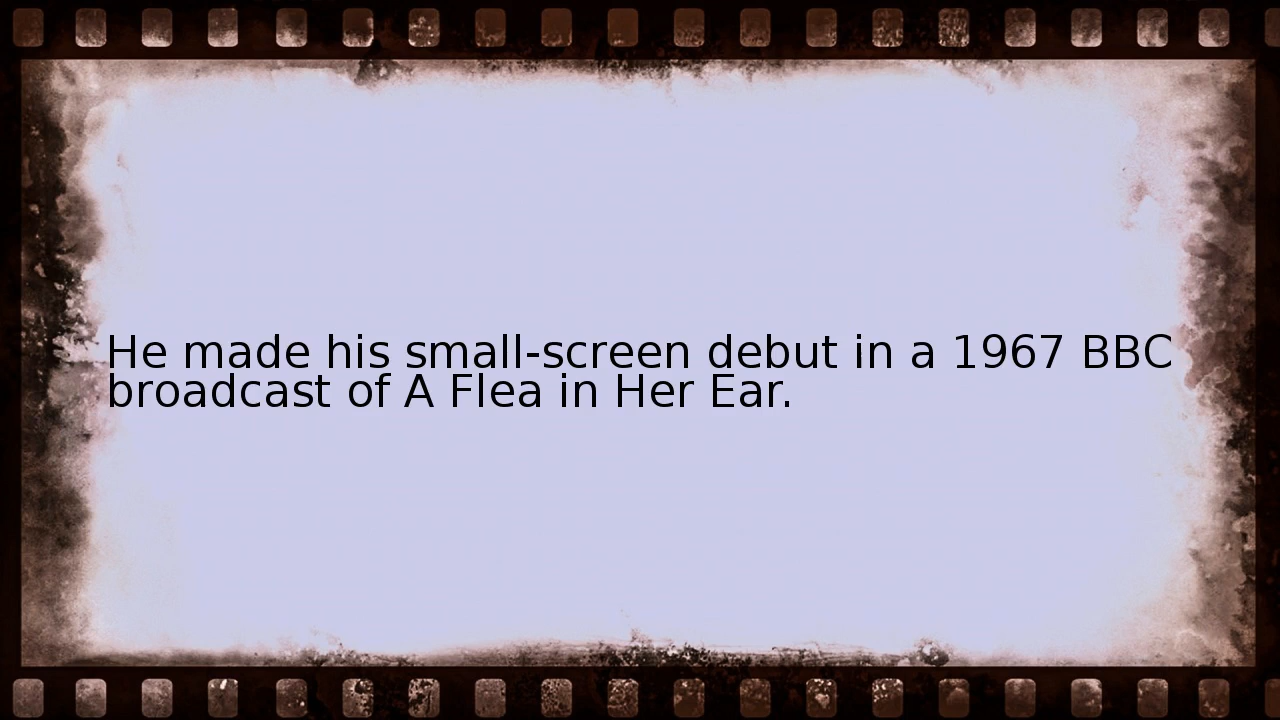 He made his small-screen debut in a 1967 BBC
broadcast of A Flea in Her Ear.